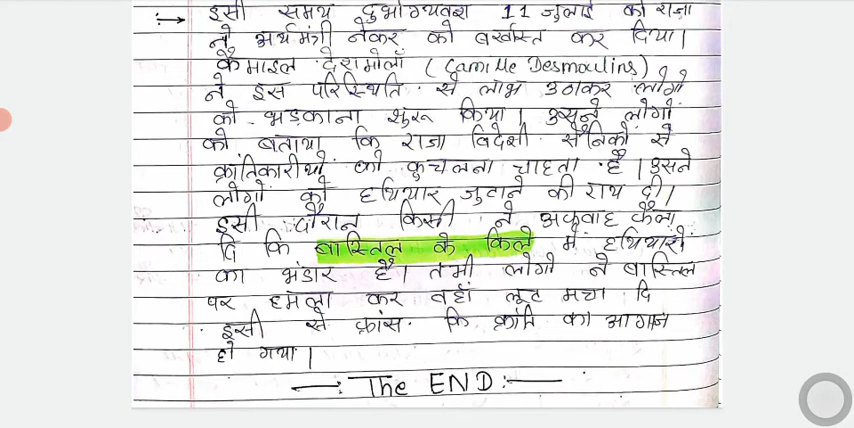 → इसी समय दुर्भाग्यवश 11 जुलाई को राजा
ने अर्थमंत्री नेकर को बर्खास्त कर दिया।
कैमाइल देशमोलाँ (Camille Desmoulins)
ने इस परिस्थिति से लाभ उठाकर लोगों
को भड़काना शुरू किया। उसने लोगों
को बताया कि राजा विदेशी सैनिकों से
क्रांतिकारीयों को कुचलना चाहता है। उसने
लोगों को हथियार जुटाने की राय दी।
इसी दौरान किसी ने अफवाह फैला
दि कि बास्तिल के किले में हथियारों
का भंडार है। तभी लोगो ने बास्तिल
पर हमला कर वहाँ लूट मचा दि
इसी से फ्रांस कि क्रांति का आगाज
हो गया।
—: The END :—